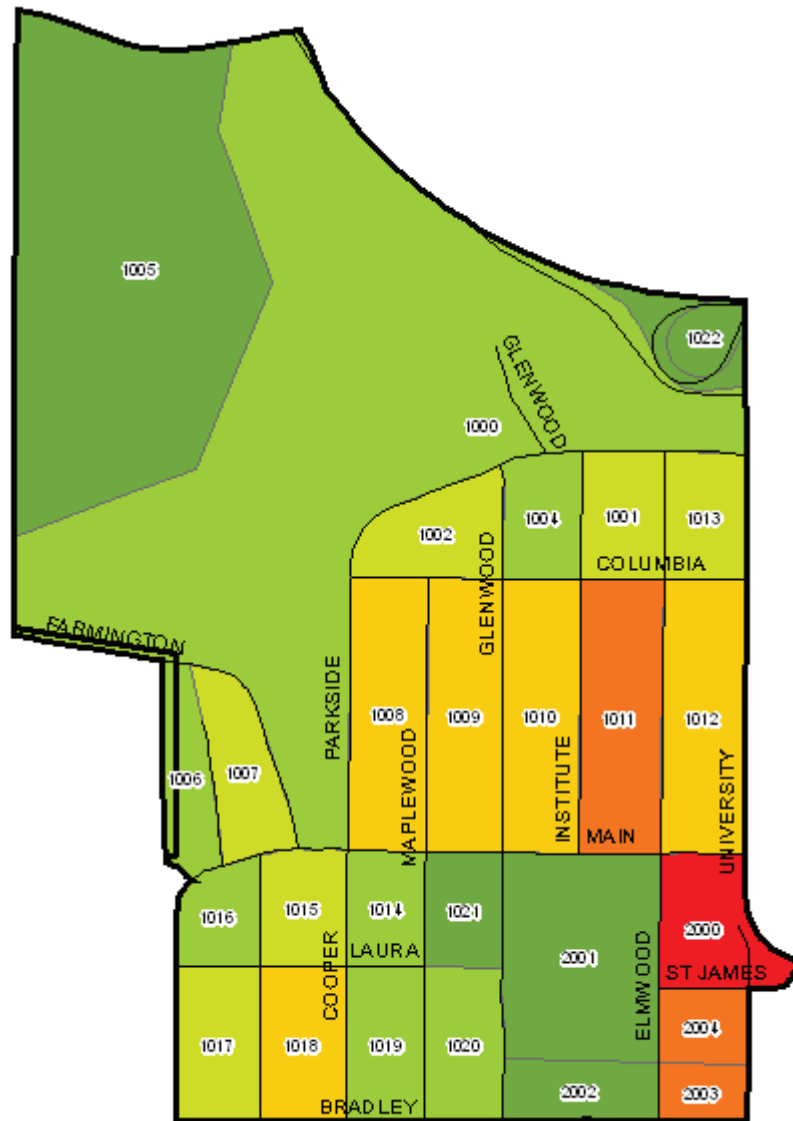 1005
1022
GLENWOOD
1000
1004
1001
1013
1002
COLUMBIA
GLENWOOD
FARMINGTON
PARKSIDE
1008
1009
1010
1011
1012
MAPLEWOOD
INSTITUTE
UNIVERSITY
1006
1007
MAIN
1016
1015
1014
1021
2000
LAURA
2001
ST JAMES
COOPER
ELMWOOD
2004
1017
1018
1019
1020
2002
2003
BRADLEY